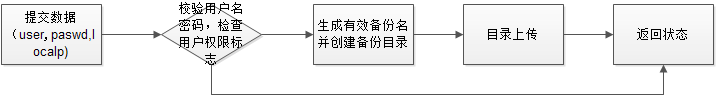 提交数据
（user, paswd,l
ocalp)
校验用户名
密码，检查
用户权限标
志
生成有效备份名
并创建备份目录
目录上传
返回状态